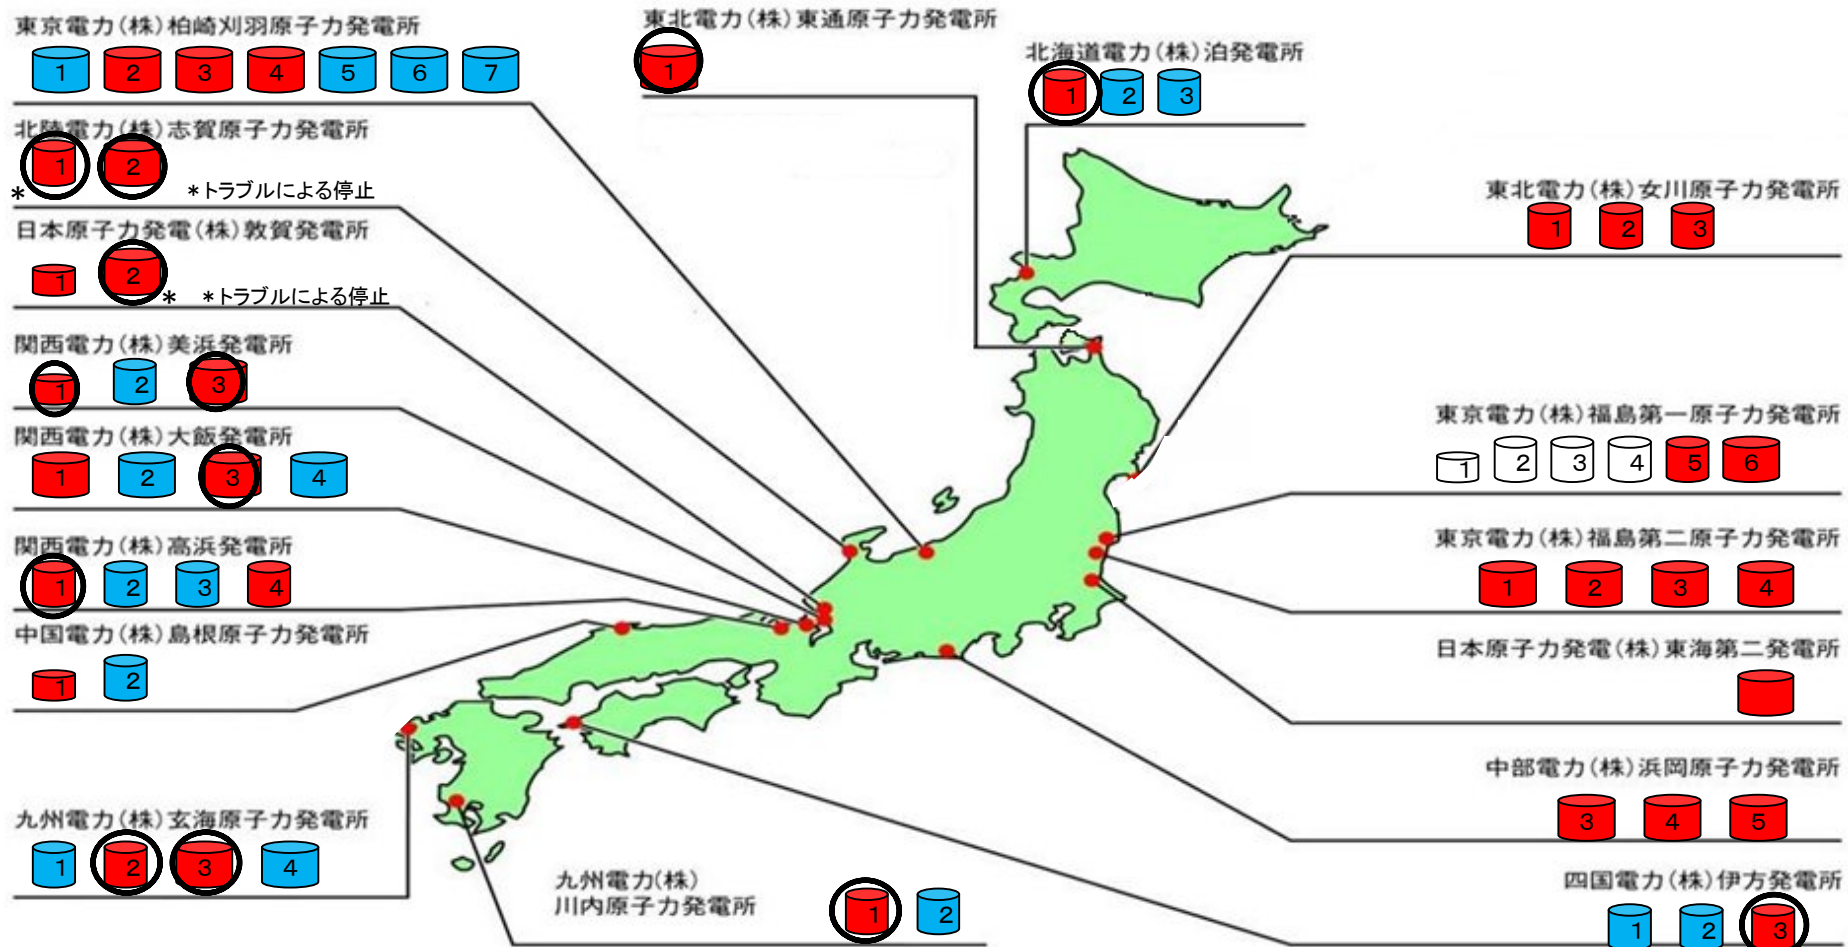 東京電力(株)柏崎刈羽原子力発電所
1 2 3 4 5 6 7
北陸電力(株)志賀原子力発電所
1 2
* *トラブルによる停止
日本原子力発電(株)敦賀発電所
1 2
* *トラブルによる停止
関西電力(株)美浜発電所
1 2 3
関西電力(株)大飯発電所
1 2 3 4
関西電力(株)高浜発電所
1 2 3 4
中国電力(株)島根原子力発電所
1 2
九州電力(株)玄海原子力発電所
1 2 3 4
九州電力(株)
川内原子力発電所
1 2
東北電力(株)東通原子力発電所
1
北海道電力(株)泊発電所
1 2 3
東北電力(株)女川原子力発電所
1 2 3
東京電力(株)福島第一原子力発電所
1 2 3 4 5 6
東京電力(株)福島第二原子力発電所
1 2 3 4
日本原子力発電(株)東海第二発電所
中部電力(株)浜岡原子力発電所
3 4 5
四国電力(株)伊方発電所
1 2 3